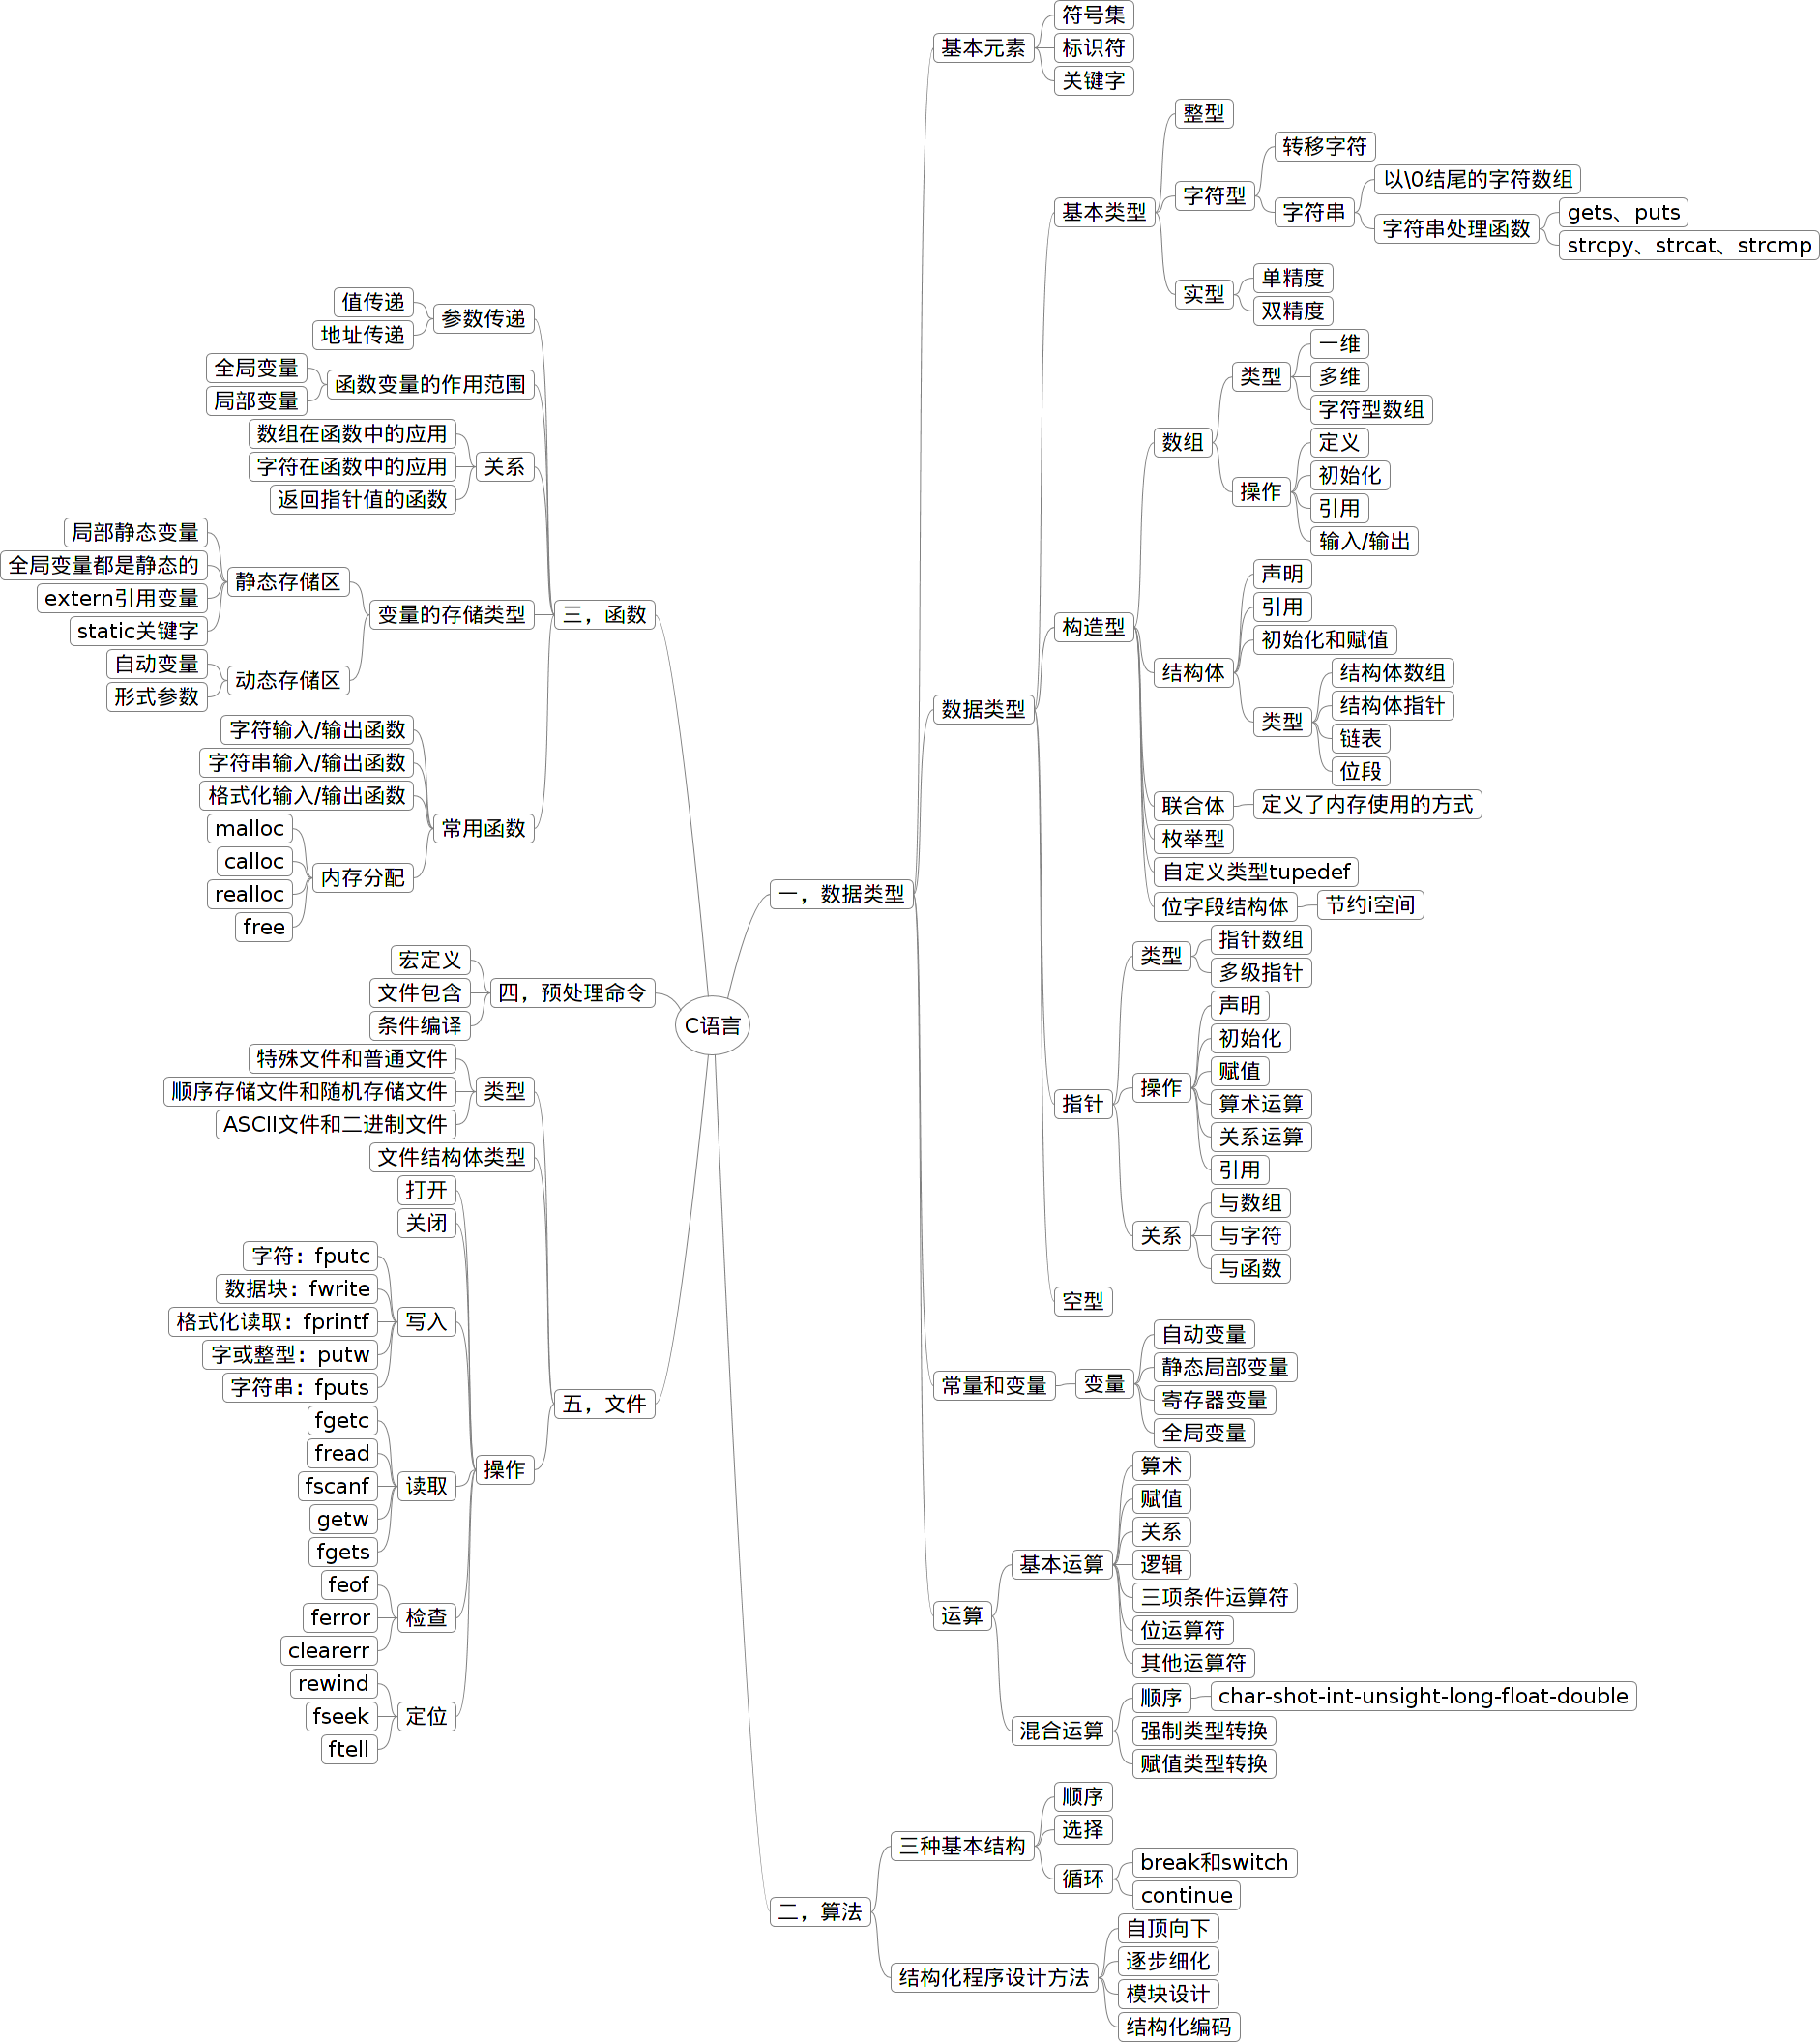 C语言
一，数据类型
基本元素
符号集
标识符
关键字
数据类型
基本类型
整型
字符型
转移字符
字符串
以\0结尾的字符数组
字符串处理函数
gets、puts
strcpy、strcat、strcmp
实型
单精度
双精度
构造型
数组
类型
一维
多维
字符型数组
操作
定义
初始化
引用
输入/输出
结构体
声明
引用
初始化和赋值
类型
结构体数组
结构体指针
链表
位段
联合体
定义了内存使用的方式
枚举型
自定义类型tupedef
位字段结构体
节约i空间
指针
类型
指针数组
多级指针
操作
声明
初始化
赋值
算术运算
关系运算
引用
关系
与数组
与字符
与函数
空型
常量和变量
变量
自动变量
静态局部变量
寄存器变量
全局变量
运算
基本运算
算术
赋值
关系
逻辑
三项条件运算符
位运算符
其他运算符
混合运算
顺序
char-shot-int-unsight-long-float-double
强制类型转换
赋值类型转换
二，算法
三种基本结构
顺序
选择
循环
break和switch
continue
结构化程序设计方法
自顶向下
逐步细化
模块设计
结构化编码
三，函数
参数传递
值传递
地址传递
函数变量的作用范围
全局变量
局部变量
关系
数组在函数中的应用
字符在函数中的应用
返回指针值的函数
变量的存储类型
静态存储区
局部静态变量
全局变量都是静态的
extern引用变量
static关键字
动态存储区
自动变量
形式参数
常用函数
字符输入/输出函数
字符串输入/输出函数
格式化输入/输出函数
内存分配
malloc
calloc
realloc
free
四，预处理命令
宏定义
文件包含
条件编译
五，文件
类型
特殊文件和普通文件
顺序存储文件和随机存储文件
ASCII文件和二进制文件
文件结构体类型
操作
打开
关闭
写入
字符：fputc
数据块：fwrite
格式化读取：fprintf
字或整型：putw
字符串：fputs
读取
fgetc
fread
fscanf
getw
fgets
检查
feof
ferror
clearerr
定位
rewind
fseek
ftell